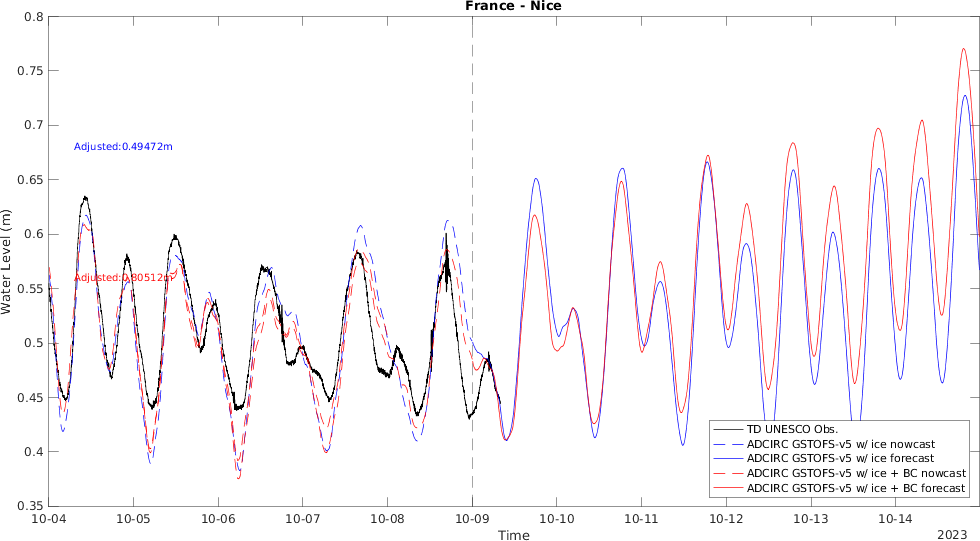 France - Nice
0.8
0.75
0.7
0.65
0.6
0.55
0.5
0.45
0.4
0.35
Water Level (m)
Adjusted:0.49472m
Adjusted:0.80512m
TD UNESCO Obs.
ADCIRC GSTOFS-v5 w/ ice nowcast
ADCIRC GSTOFS-v5 w/ ice forecast
ADCIRC GSTOFS-v5 w/ ice + BC nowcast
ADCIRC GSTOFS-v5 w/ ice + BC forecast
10-04 10-05 10-06 10-07 10-08 10-09 10-10 10-11 10-12 10-13 10-14
Time
2023